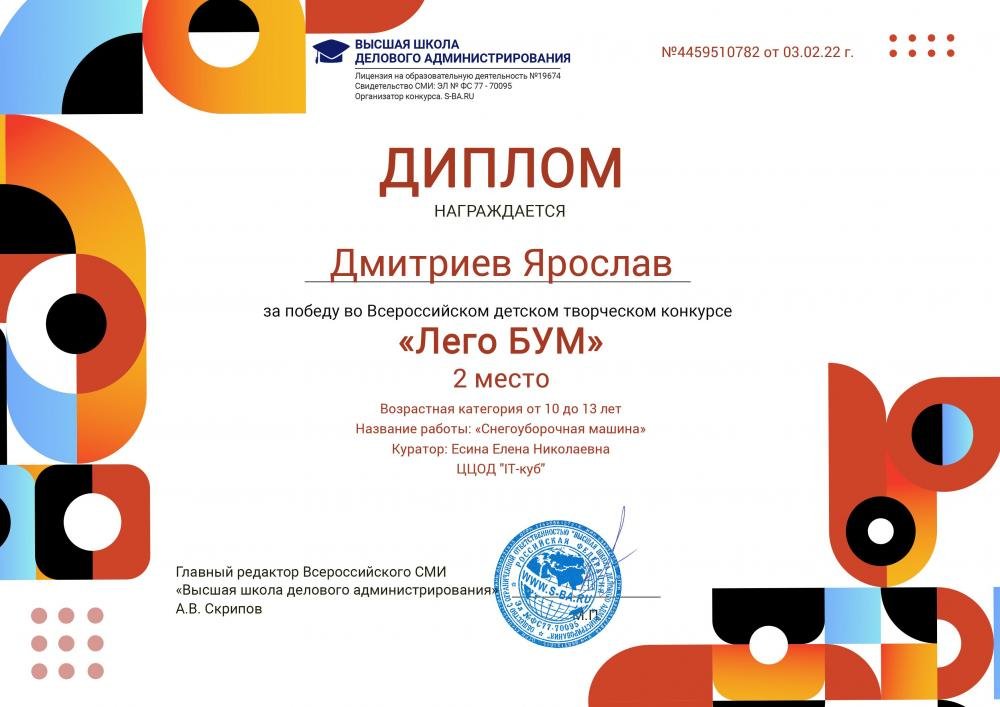 ВЫСШАЯ ШКОЛА
ДЕЛОВОГО АДМИНИСТРИРОВАНИЯ
Лицензия на образовательную деятельность №19674
Свидетельство СМИ: ЭЛ № ФС 77 - 70095
Организатор конкурса. S-BA.RU
№4459510782 от 03.02.22 г.
ДИПЛОМ
НАГРАЖДАЕТСЯ
Дмитриев Ярослав
за победу во Всероссийском детском творческом конкурсе
«Лего БУМ»
2 место
Возрастная категория от 10 до 13 лет
Название работы: «Снегоуборочная машина»
Куратор: Есина Елена Николаевна
ЦЦОД "IT-куб"
Главный редактор Всероссийского СМИ
«Высшая школа делового администрирования»
А.В. Скрипов
РОССИЙСКАЯ ФЕДЕРАЦИЯ
WWW.S-BA.RU
М.П